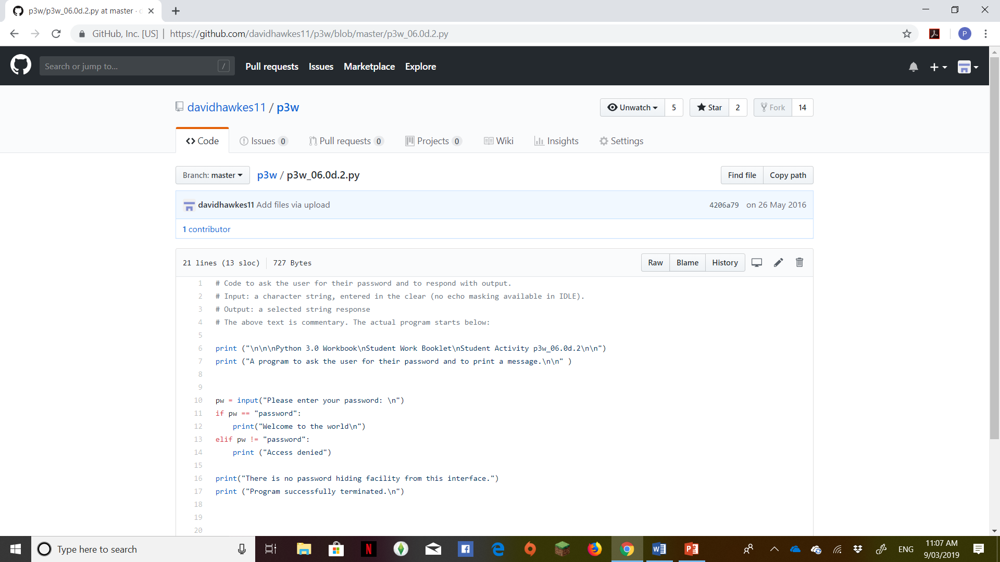 p3w/p3w_06.0d.2.py at master ·
GitHub, Inc. [US] | https://github.com/davidhawkes11/p3w/blob/master/p3w_06.0d.2.py
P
Search or jump to... /
Pull requests Issues Marketplace Explore
davidhawkes11 / p3w
Unwatch 5 Star 2 Fork 14
Code Issues 0 Pull requests 0 Projects 0 Wiki Insights Settings
Branch: master p3w / p3w_06.0d.2.py Find file Copy path
davidhawkes11 Add files via upload 4206a79 on 26 May 2016
1 contributor
21 lines (13 sloc) 727 Bytes Raw Blame History
1 # Code to ask the user for their password and to respond with output.
2 # Input: a character string, entered in the clear (no echo masking available in IDLE).
3 # Output: a selected string response
4 # The above text is commentary. The actual program starts below:
5
6 print ("\n\n\nPython 3.0 Workbook\nStudent Work Booklet\nStudent Activity p3w_06.0d.2\n\n")
7 print ("A program to ask the user for their password and to print a message.\n\n" )
8
9
10 pw = input("Please enter your password: \n")
11 if pw == "password":
12     print("Welcome to the world\n")
13 elif pw != "password":
14     print ("Access denied")
15
16 print("There is no password hiding facility from this interface.")
17 print ("Program successfully terminated.\n")
18
19
20
Type here to search
N
ENG
11:07 AM
9/03/2019